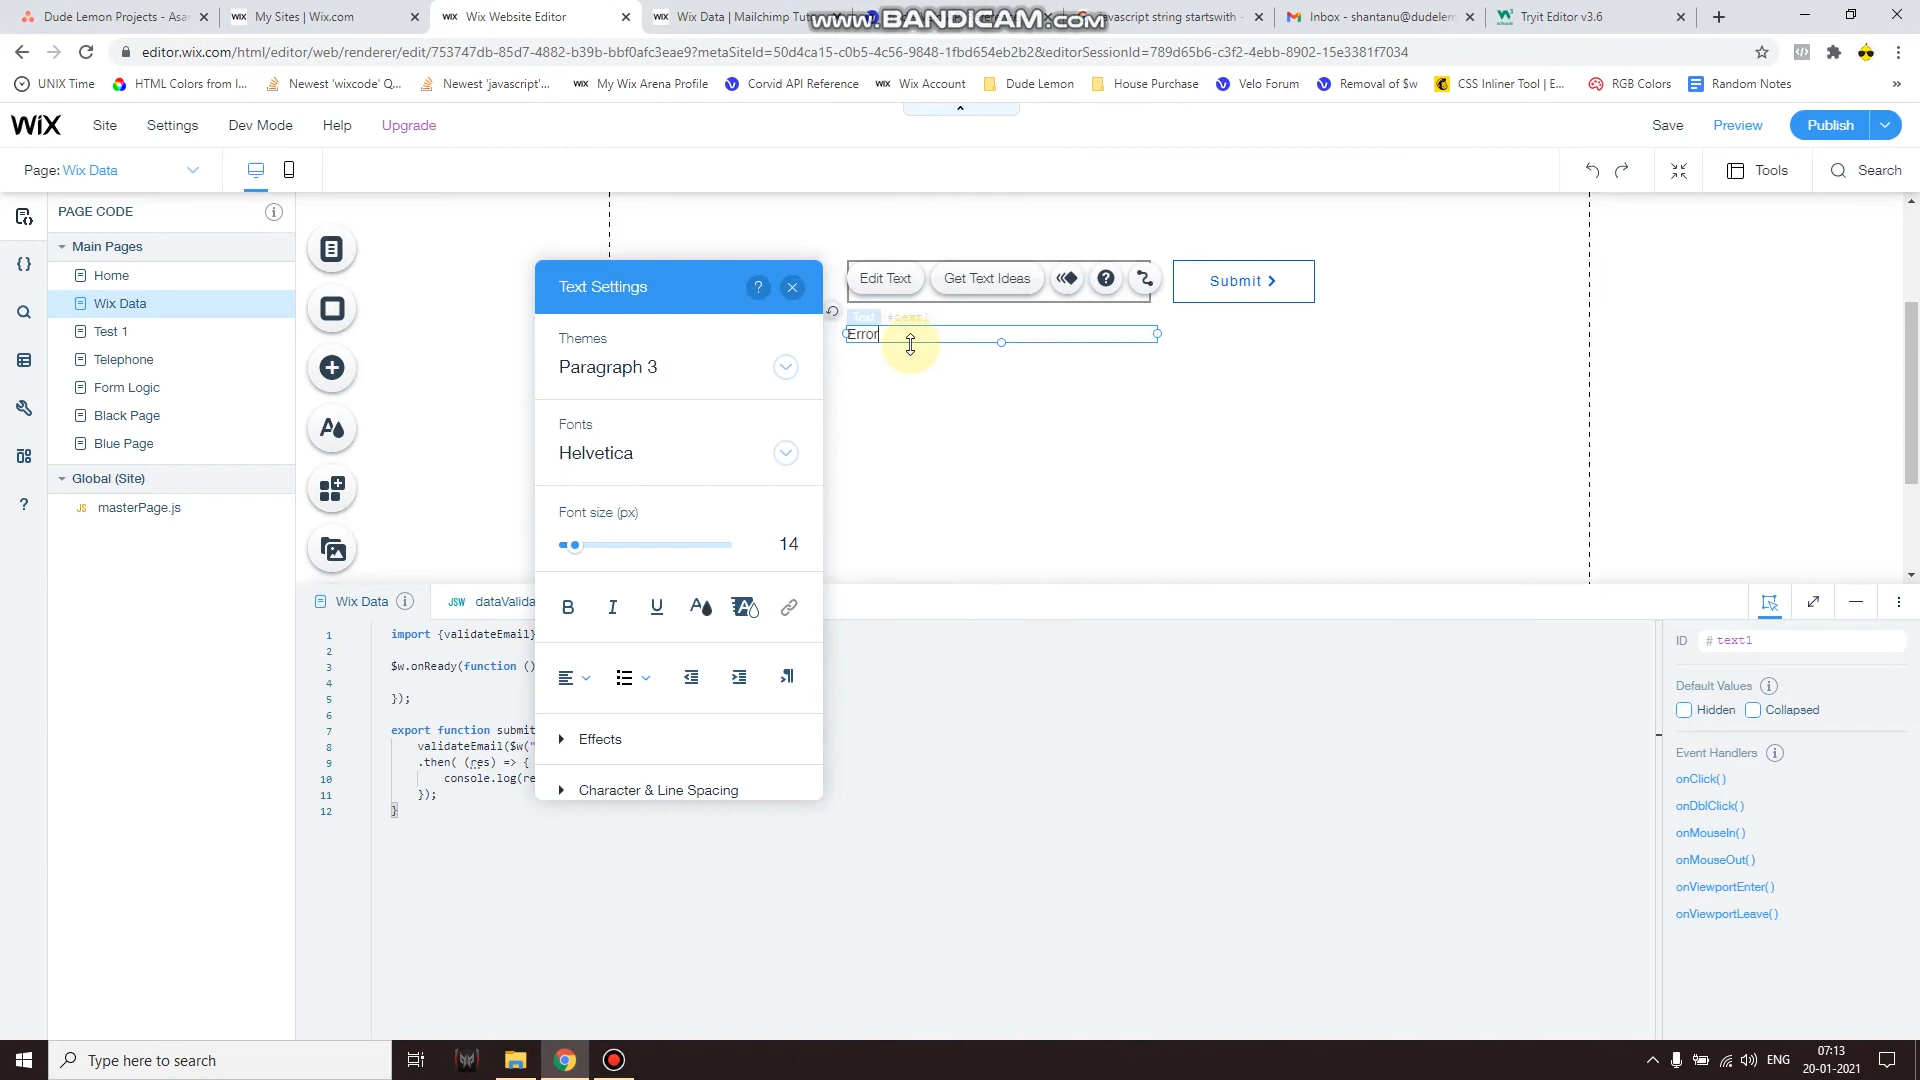 Dude Lemon Projects - Asa
My Sites | Wix.com
Wix Website Editor
Wix Data | Mailchimp Tu
www.BANDICAM.com
javascript string startswith -
Inbox - shantanu@dudelem
Tryit Editor v3.6
editor.wix.com/html/editor/web/renderer/edit/753747db-85d7-4882-b39b-bbf0afc3eae9?metaSiteId=50d4ca15-c0b5-4c56-9848-1fbd654eb2b2&editorSessionId=789d65b6-c3f2-4ebb-8902-15e3381f7034
UNIX Time
HTML Colors from I...
Newest 'wixcode' Q...
Newest 'javascript'...
WIX My Wix Arena Profile
Corvid API Reference
WIX Wix Account
Dude Lemon
House Purchase
Velo Forum
Removal of $w
CSS Inliner Tool | E...
RGB Colors
Random Notes
WIX
Site
Settings
Dev Mode
Help
Upgrade
Save
Preview
Publish
Page: Wix Data
Tools
Search
PAGE CODE
Main Pages
Home
Wix Data
Test 1
Telephone
Form Logic
Black Page
Blue Page
Global (Site)
JS masterPage.js
Edit Text
Get Text Ideas
Submit >
Text #text1
Error
Text Settings
Themes
Paragraph 3
Fonts
Helvetica
Font size (px)
14
B I U
Effects
Character & Line Spacing
Wix Data
JSW dataValida
1 import {validateEmail}
2
3 $w.onReady(function ()
4
5 });
6
7 export function submit
8 validateEmail($w("
9 .then( (res) => {
10 console.log(re
11 });
12 }
ID # text1
Default Values
Hidden
Collapsed
Event Handlers
onClick()
onDblClick()
onMouseIn()
onMouseOut()
onViewportEnter()
onViewportLeave()
Type here to search
ENG
07:13
20-01-2021